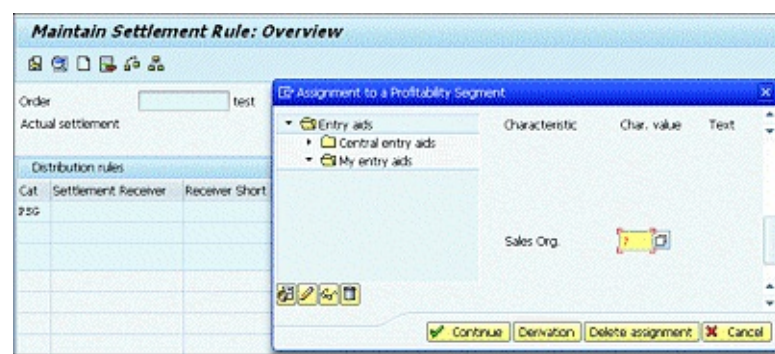 Maintain Settlement Rule: Overview
Order test
Actual settlement
Distribution rules
Cat Settlement Receiver Receiver Short
PSG
Assignment to a Profitability Segment
Entry aids
Central entry aids
My entry aids
Characteristic Char. value Text
Sales Org. ?
Continue Derivation Delete assignment Cancel